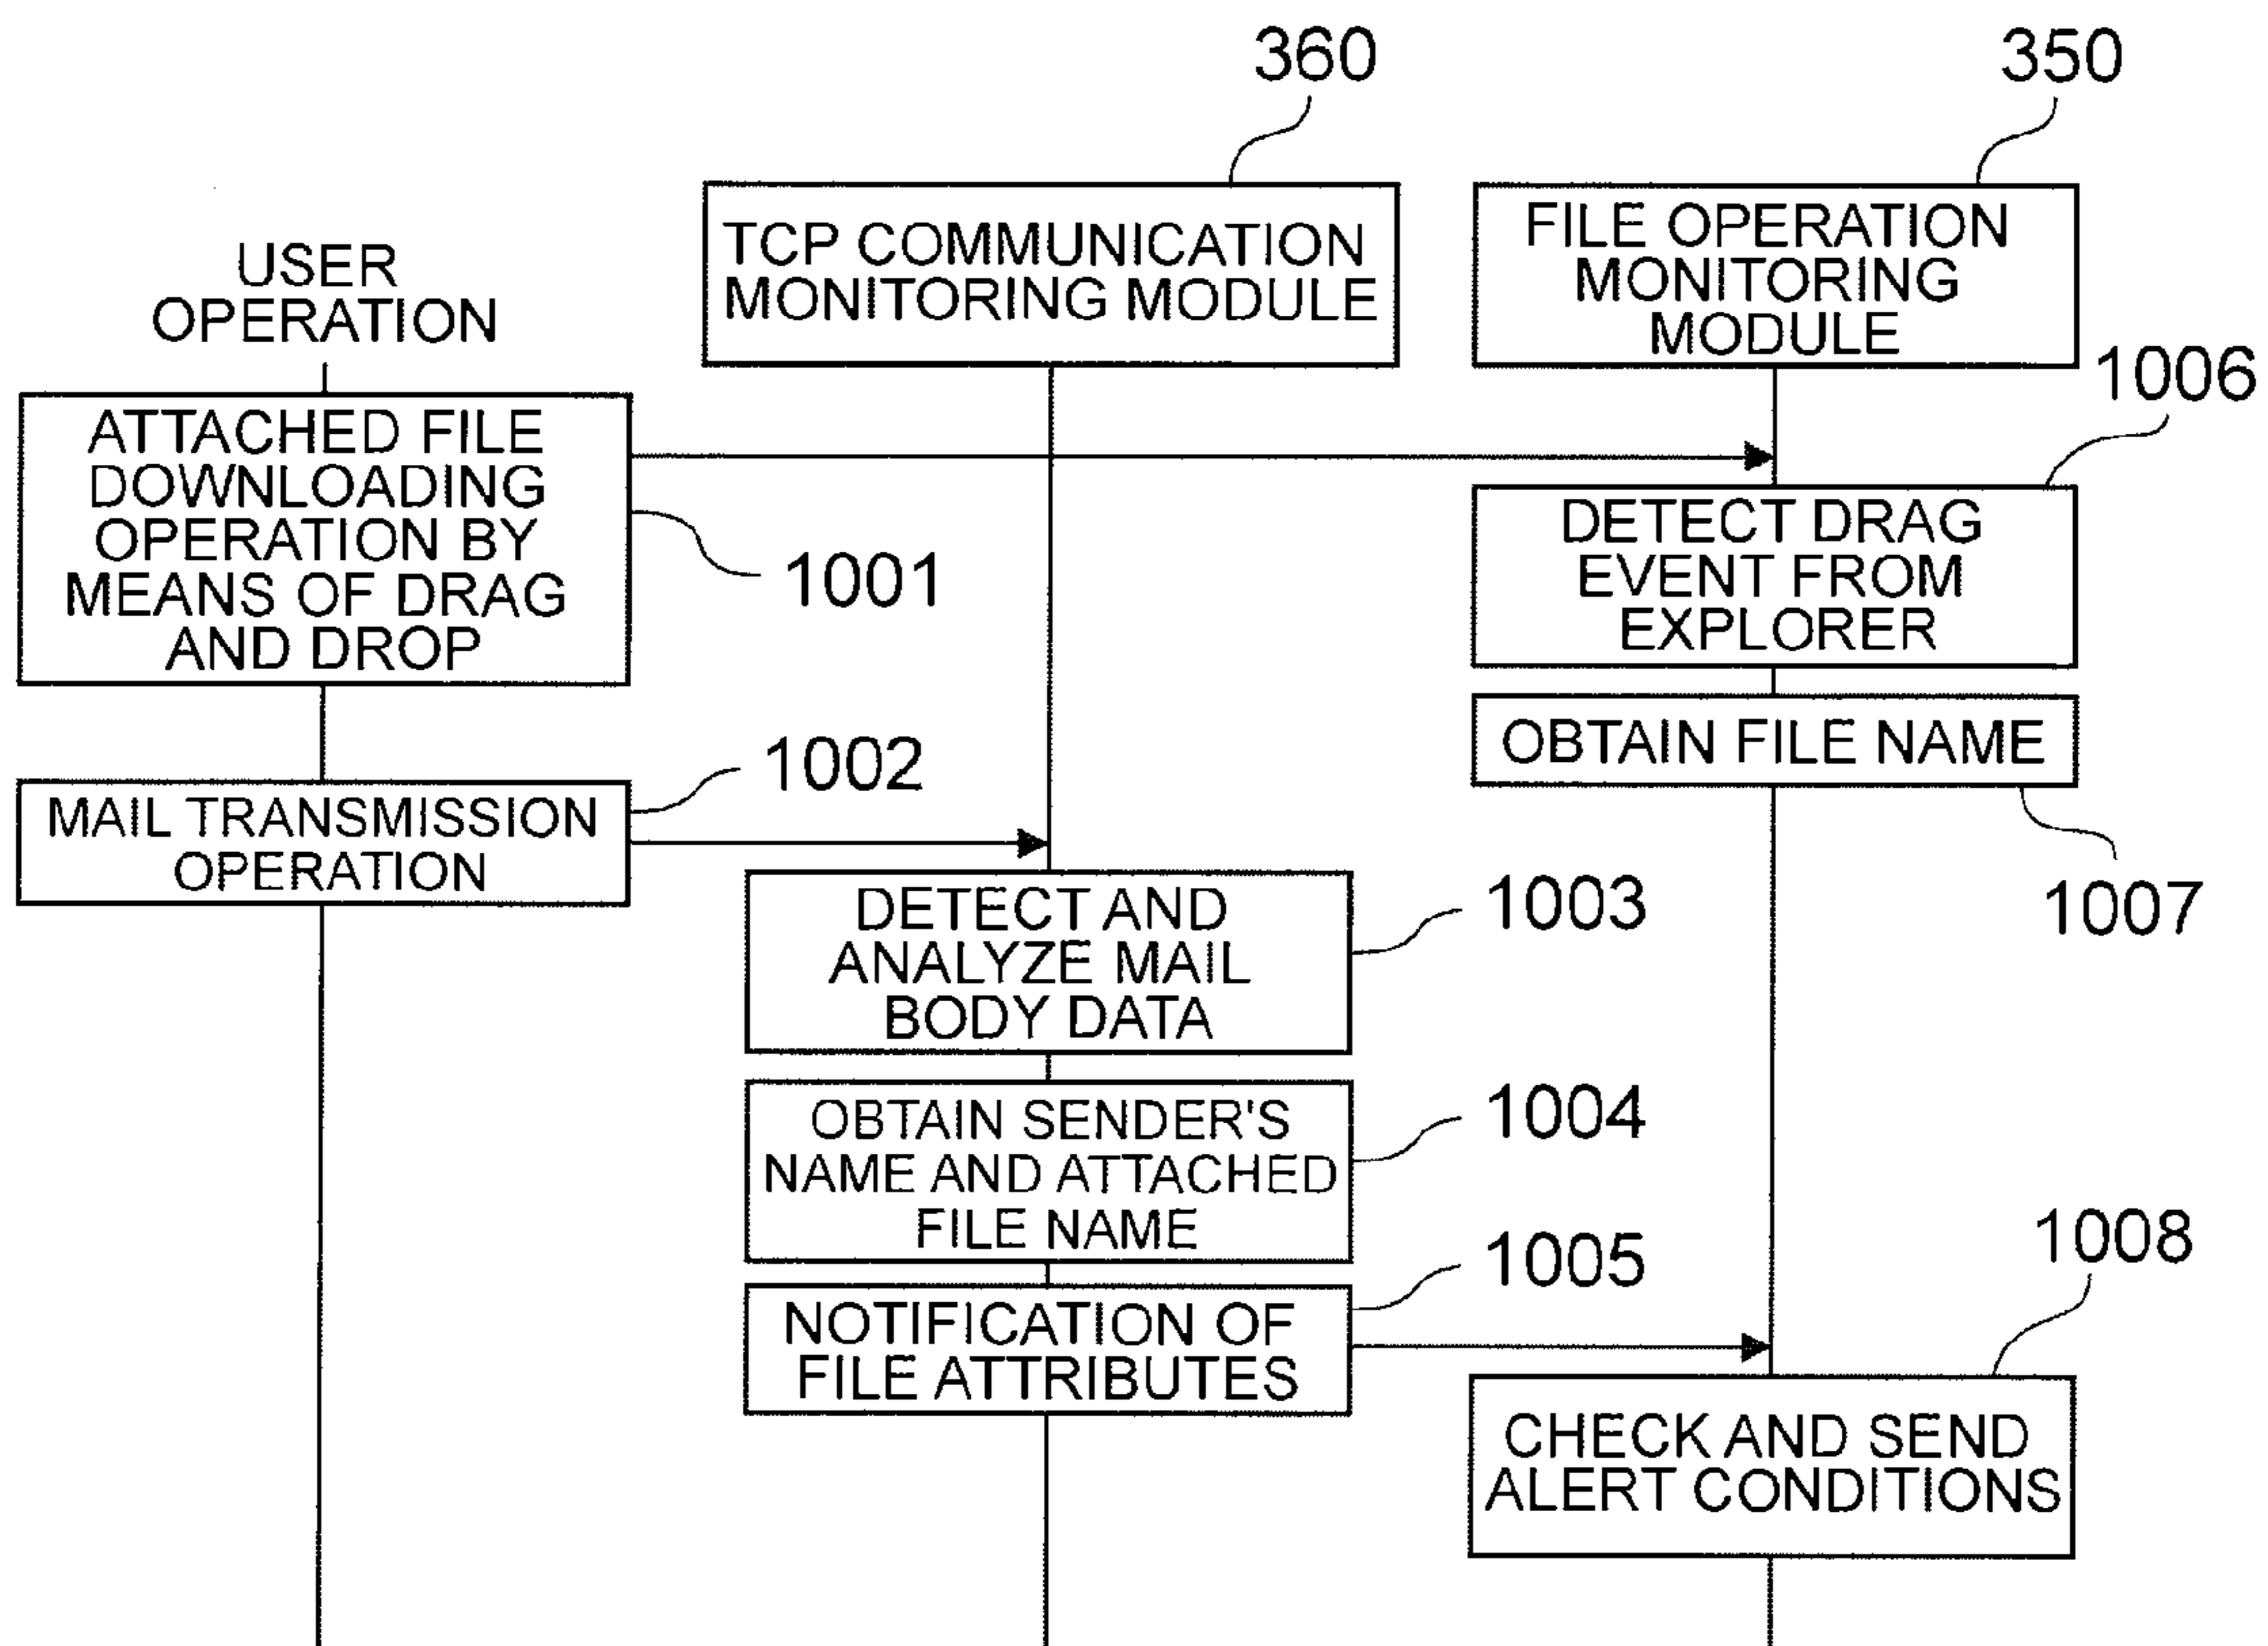 360
350
TCP COMMUNICATION
MONITORING MODULE
FILE OPERATION
MONITORING
MODULE
USER
OPERATION
1006
ATTACHED FILE
DOWNLOADING
OPERATION BY
MEANS OF DRAG
AND DROP
1001
DETECT DRAG
EVENT FROM
EXPLORER
OBTAIN FILE NAME
1007
1002
MAIL TRANSMISSION
OPERATION
DETECT AND
ANALYZE MAIL
BODY DATA
1003
OBTAIN SENDER'S
NAME AND ATTACHED
FILE NAME
1004
NOTIFICATION OF
FILE ATTRIBUTES
1005
1008
CHECK AND SEND
ALERT CONDITIONS